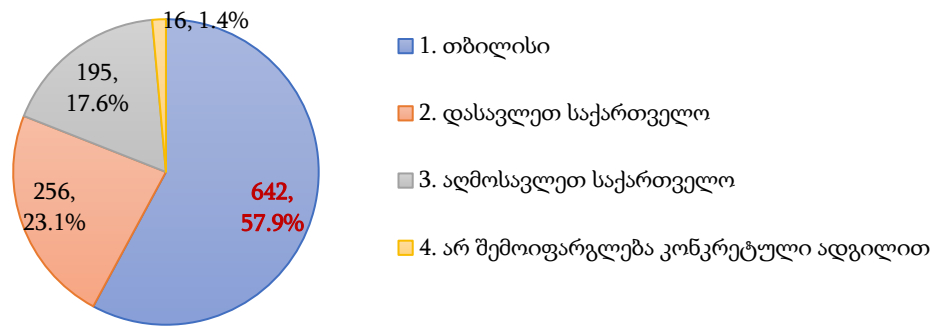 16, 1.4%
195,
17.6%
256,
23.1%
642,
57.9%
1. თბილისი
2. დასავლეთ საქართველო
3. აღმოსავლეთ საქართველო
4. არ შემოიფარგლება კონკრეტული ადგილით